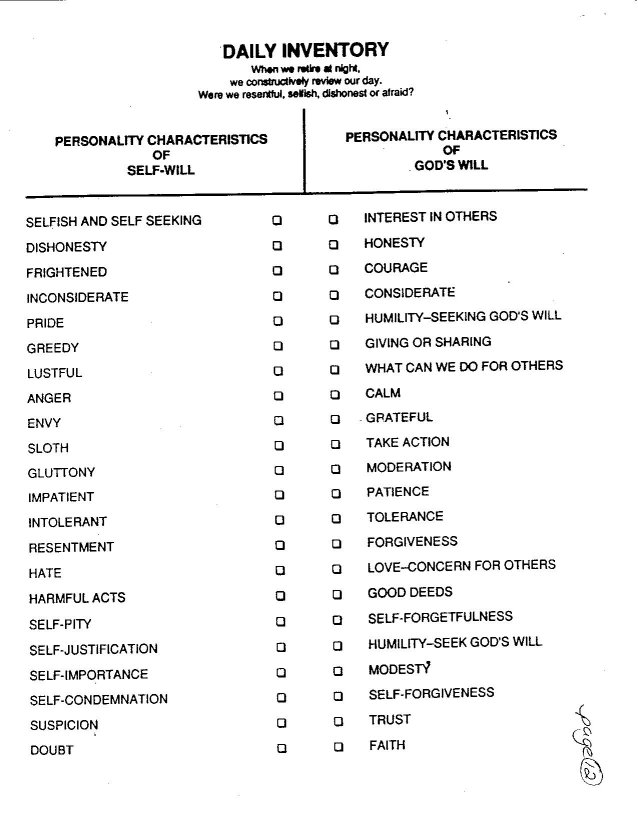 DAILY INVENTORY
When we retire at night,
we constructively review our day.
Were we resentful, selfish, dishonest or afraid?
PERSONALITY CHARACTERISTICS
OF
SELF-WILL
PERSONALITY CHARACTERISTICS
OF
GOD'S WILL
SELFISH AND SELF SEEKING ☐ ☐ INTEREST IN OTHERS
DISHONESTY ☐ ☐ HONESTY
FRIGHTENED ☐ ☐ COURAGE
INCONSIDERATE ☐ ☐ CONSIDERATE
PRIDE ☐ ☐ HUMILITY–SEEKING GOD'S WILL
GREEDY ☐ ☐ GIVING OR SHARING
LUSTFUL ☐ ☐ WHAT CAN WE DO FOR OTHERS
ANGER ☐ ☐ CALM
ENVY ☐ ☐ GRATEFUL
SLOTH ☐ ☐ TAKE ACTION
GLUTTONY ☐ ☐ MODERATION
IMPATIENT ☐ ☐ PATIENCE
INTOLERANT ☐ ☐ TOLERANCE
RESENTMENT ☐ ☐ FORGIVENESS
HATE ☐ ☐ LOVE–CONCERN FOR OTHERS
HARMFUL ACTS ☐ ☐ GOOD DEEDS
SELF-PITY ☐ ☐ SELF-FORGETFULNESS
SELF-JUSTIFICATION ☐ ☐ HUMILITY–SEEK GOD'S WILL
SELF-IMPORTANCE ☐ ☐ MODESTY
SELF-CONDEMNATION ☐ ☐ SELF-FORGIVENESS
SUSPICION ☐ ☐ TRUST
DOUBT ☐ ☐ FAITH
page 12